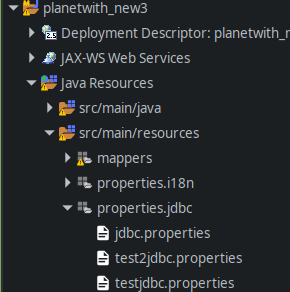 planetwith_new3
Deployment Descriptor: planetwith_n
JAX-WS Web Services
Java Resources
src/main/java
src/main/resources
mappers
properties.i18n
properties.jdbc
jdbc.properties
test2jdbc.properties
testjdbc.properties